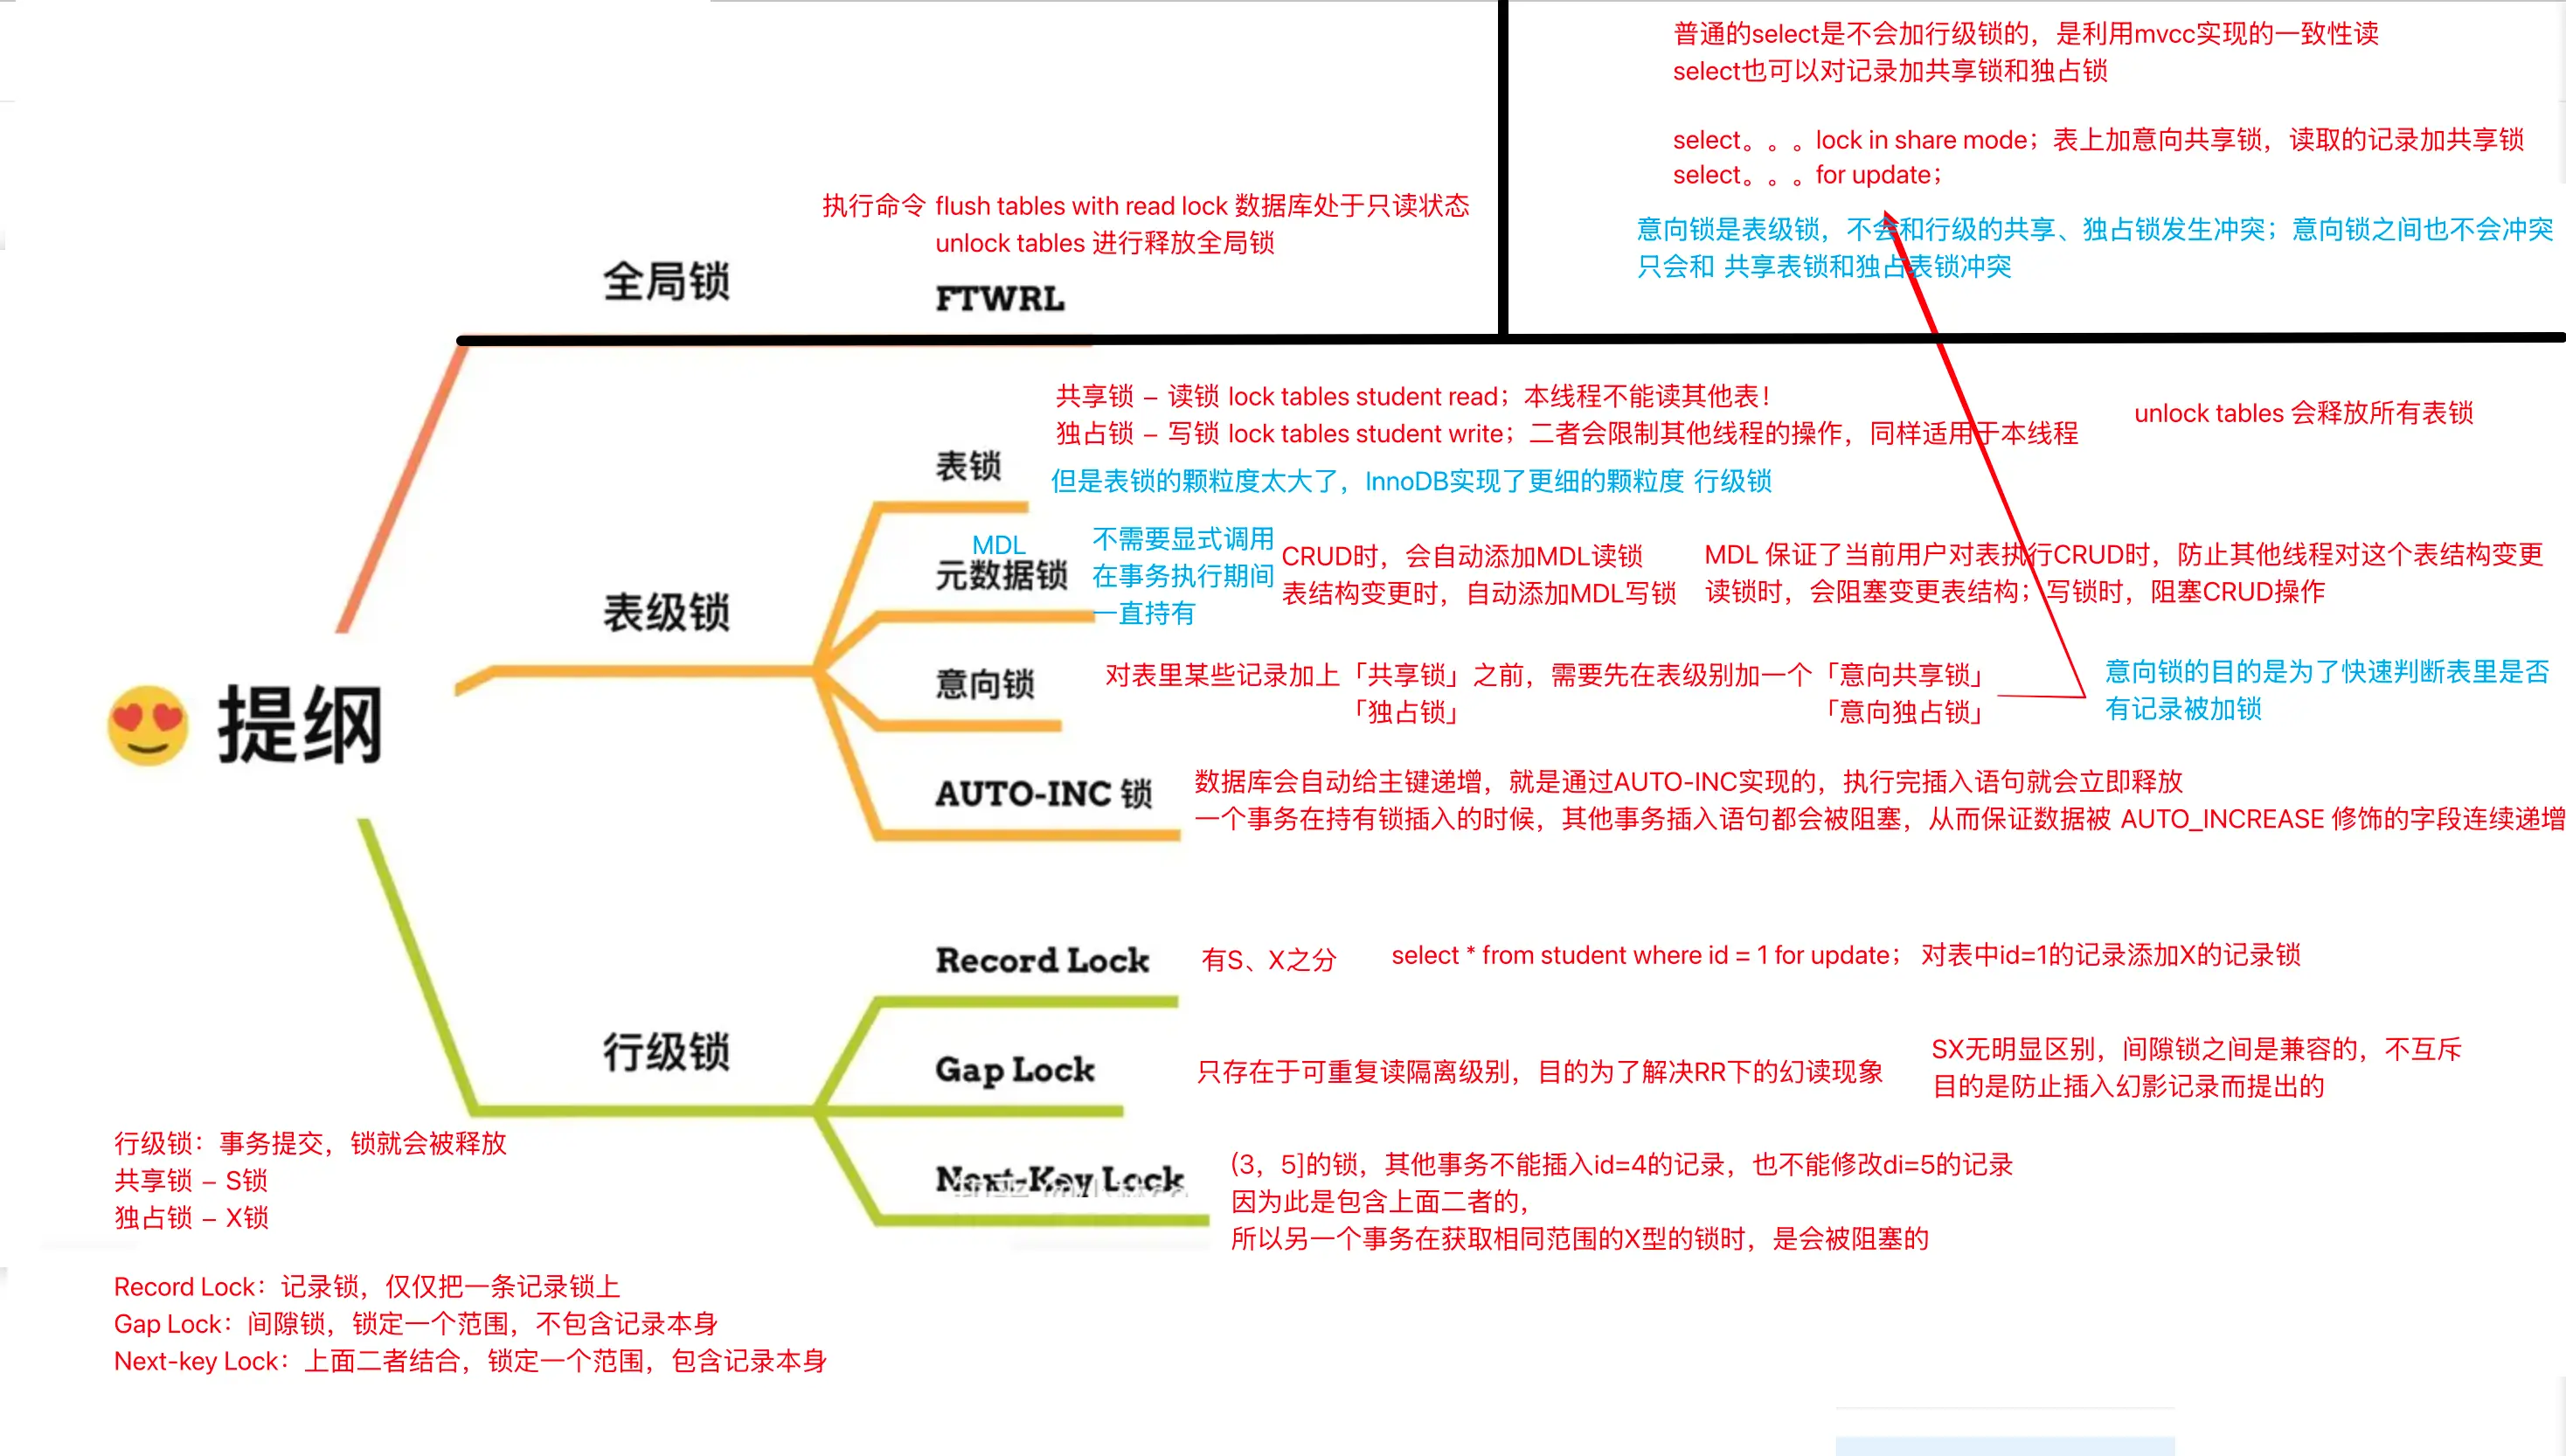 普通的select是不会加行级锁的，是利用mvcc实现的一致性读
select也可以对记录加共享锁和独占锁
select。。。lock in share mode；表上加意向共享锁，读取的记录加共享锁
select。。。for update；
意向锁是表级锁，不会和行级的共享、独占锁发生冲突；意向锁之间也不会冲突
只会和 共享表锁和独占表锁冲突
执行命令 flush tables with read lock 数据库处于只读状态
unlock tables 进行释放全局锁
全局锁
FTWRL
共享锁 – 读锁 lock tables student read；本线程不能读其他表！
独占锁 – 写锁 lock tables student write；二者会限制其他线程的操作，同样适用于本线程
unlock tables 会释放所有表锁
表锁
但是表锁的颗粒度太大了，InnoDB实现了更细的颗粒度 行级锁
MDL
元数据锁
不需要显式调用
在事务执行期间
一直持有
CRUD时，会自动添加MDL读锁
表结构变更时，自动添加MDL写锁
MDL 保证了当前用户对表执行CRUD时，防止其他线程对这个表结构变更
读锁时，会阻塞变更表结构；写锁时，阻塞CRUD操作
表级锁
意向锁
对表里某些记录加上「共享锁」之前，需要先在表级别加一个「意向共享锁」
「独占锁」 「意向独占锁」
意向锁的目的是为了快速判断表里是否
有记录被加锁
提纲
AUTO-INC 锁
数据库会自动给主键递增，就是通过AUTO-INC实现的，执行完插入语句就会立即释放
一个事务在持有锁插入的时候，其他事务插入语句都会被阻塞，从而保证数据被 AUTO_INCREASE 修饰的字段连续递增
Record Lock
有S、X之分
select * from student where id = 1 for update； 对表中id=1的记录添加X的记录锁
行级锁
Gap Lock
只存在于可重复读隔离级别，目的为了解决RR下的幻读现象
SX无明显区别，间隙锁之间是兼容的，不互斥
目的是防止插入幻影记录而提出的
Next-Key Lock
(3，5]的锁，其他事务不能插入id=4的记录，也不能修改di=5的记录
因为此是包含上面二者的，
所以另一个事务在获取相同范围的X型的锁时，是会被阻塞的
行级锁：事务提交，锁就会被释放
共享锁 – S锁
独占锁 – X锁
Record Lock：记录锁，仅仅把一条记录锁上
Gap Lock：间隙锁，锁定一个范围，不包含记录本身
Next-key Lock：上面二者结合，锁定一个范围，包含记录本身